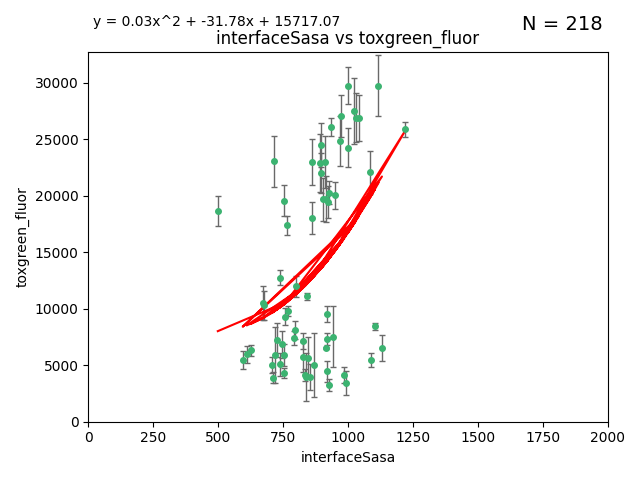 y = 0.03x^2 + -31.78x + 15717.07
N = 218
interfaceSasa vs toxgreen_fluor
30000
25000
20000
15000
10000
5000
0
toxgreen_fluor
0 250 500 750 1000 1250 1500 1750 2000
interfaceSasa